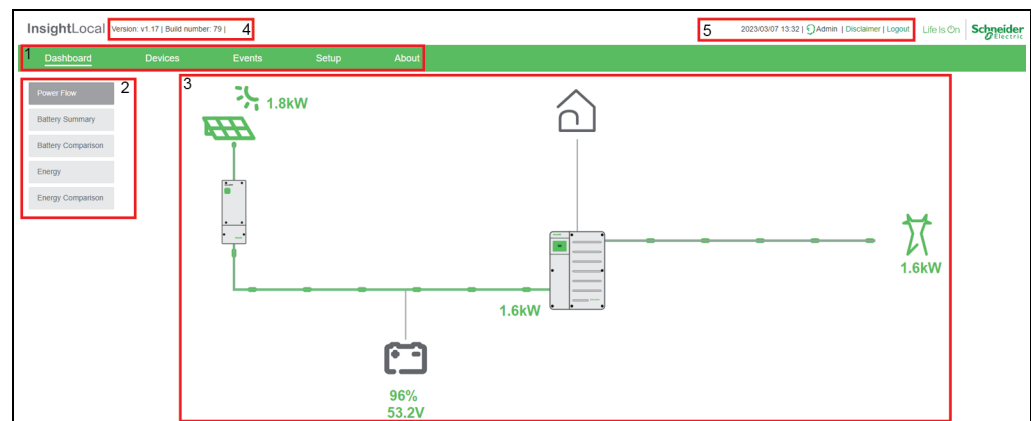 InsightLocal Version: v1.17 | Build number: 79 | 4
5 2023/03/07 13:32 | Admin | Disclaimer | Logout Life Is On Schneider Electric
1 Dashboard Devices Events Setup About
2
Power Flow
Battery Summary
Battery Comparison
Energy
Energy Comparison
3
1.8kW
1.6kW
1.6kW
96%
53.2V